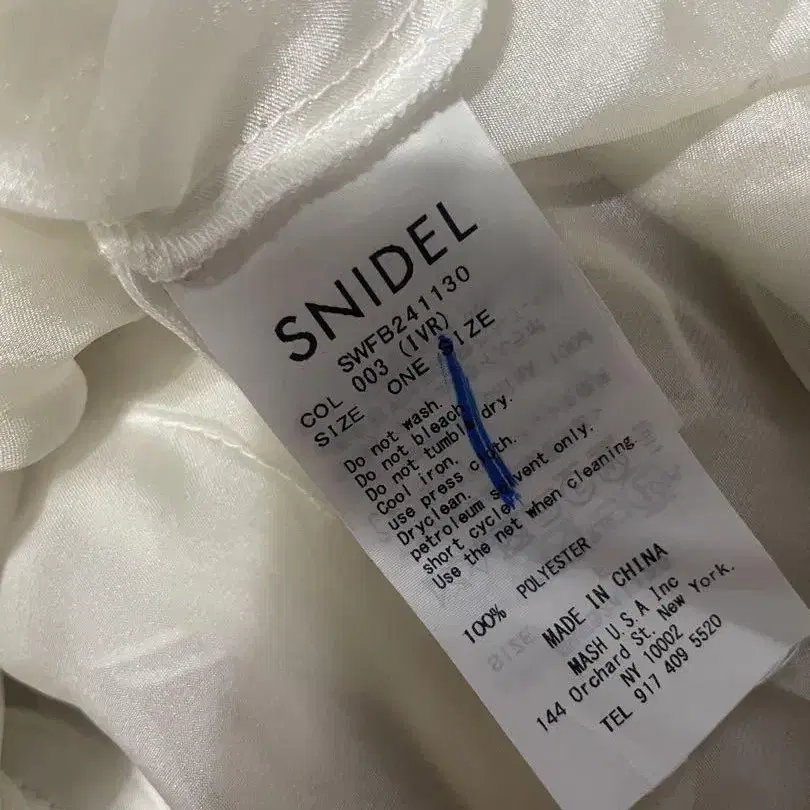 SNIDEL
SWFB241130
COL 003 (IVR)
SIZE ONE SIZE
Do not wash.
Do not bleach.
Do not tumble dry.
Cool iron.
use press cloth.
Dryclean.
petroleum solvent only.
short cycle.
Use the net when cleaning.
100% POLYESTER
MADE IN CHINA
MASH U.S.A Inc
144 Orchard St. New York.
NY 10002
TEL 917 409 5520